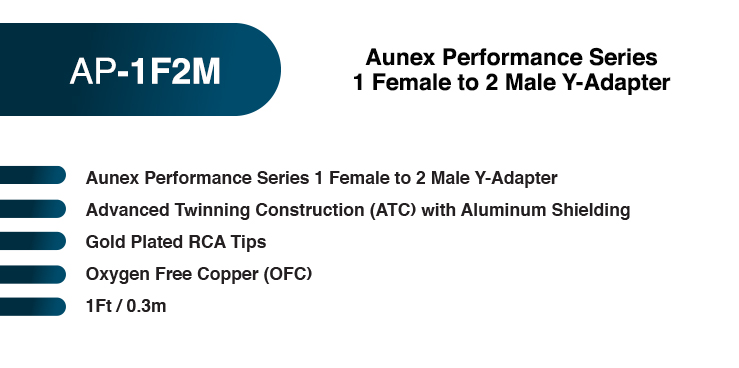 AP-1F2M
Aunex Performance Series
1 Female to 2 Male Y-Adapter
Aunex Performance Series 1 Female to 2 Male Y-Adapter
Advanced Twinning Construction (ATC) with Aluminum Shielding
Gold Plated RCA Tips
Oxygen Free Copper (OFC)
1Ft / 0.3m